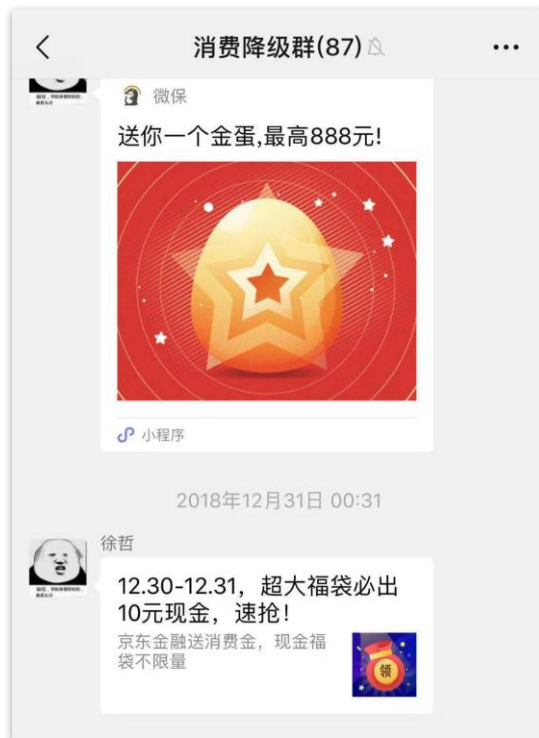 消费降级群(87)
微保
送你一个金蛋,最高888元!
小程序
2018年12月31日 00:31
徐哲
12.30-12.31，超大福袋必出
10元现金，速抢！
京东金融送消费金，现金福
袋不限量
领